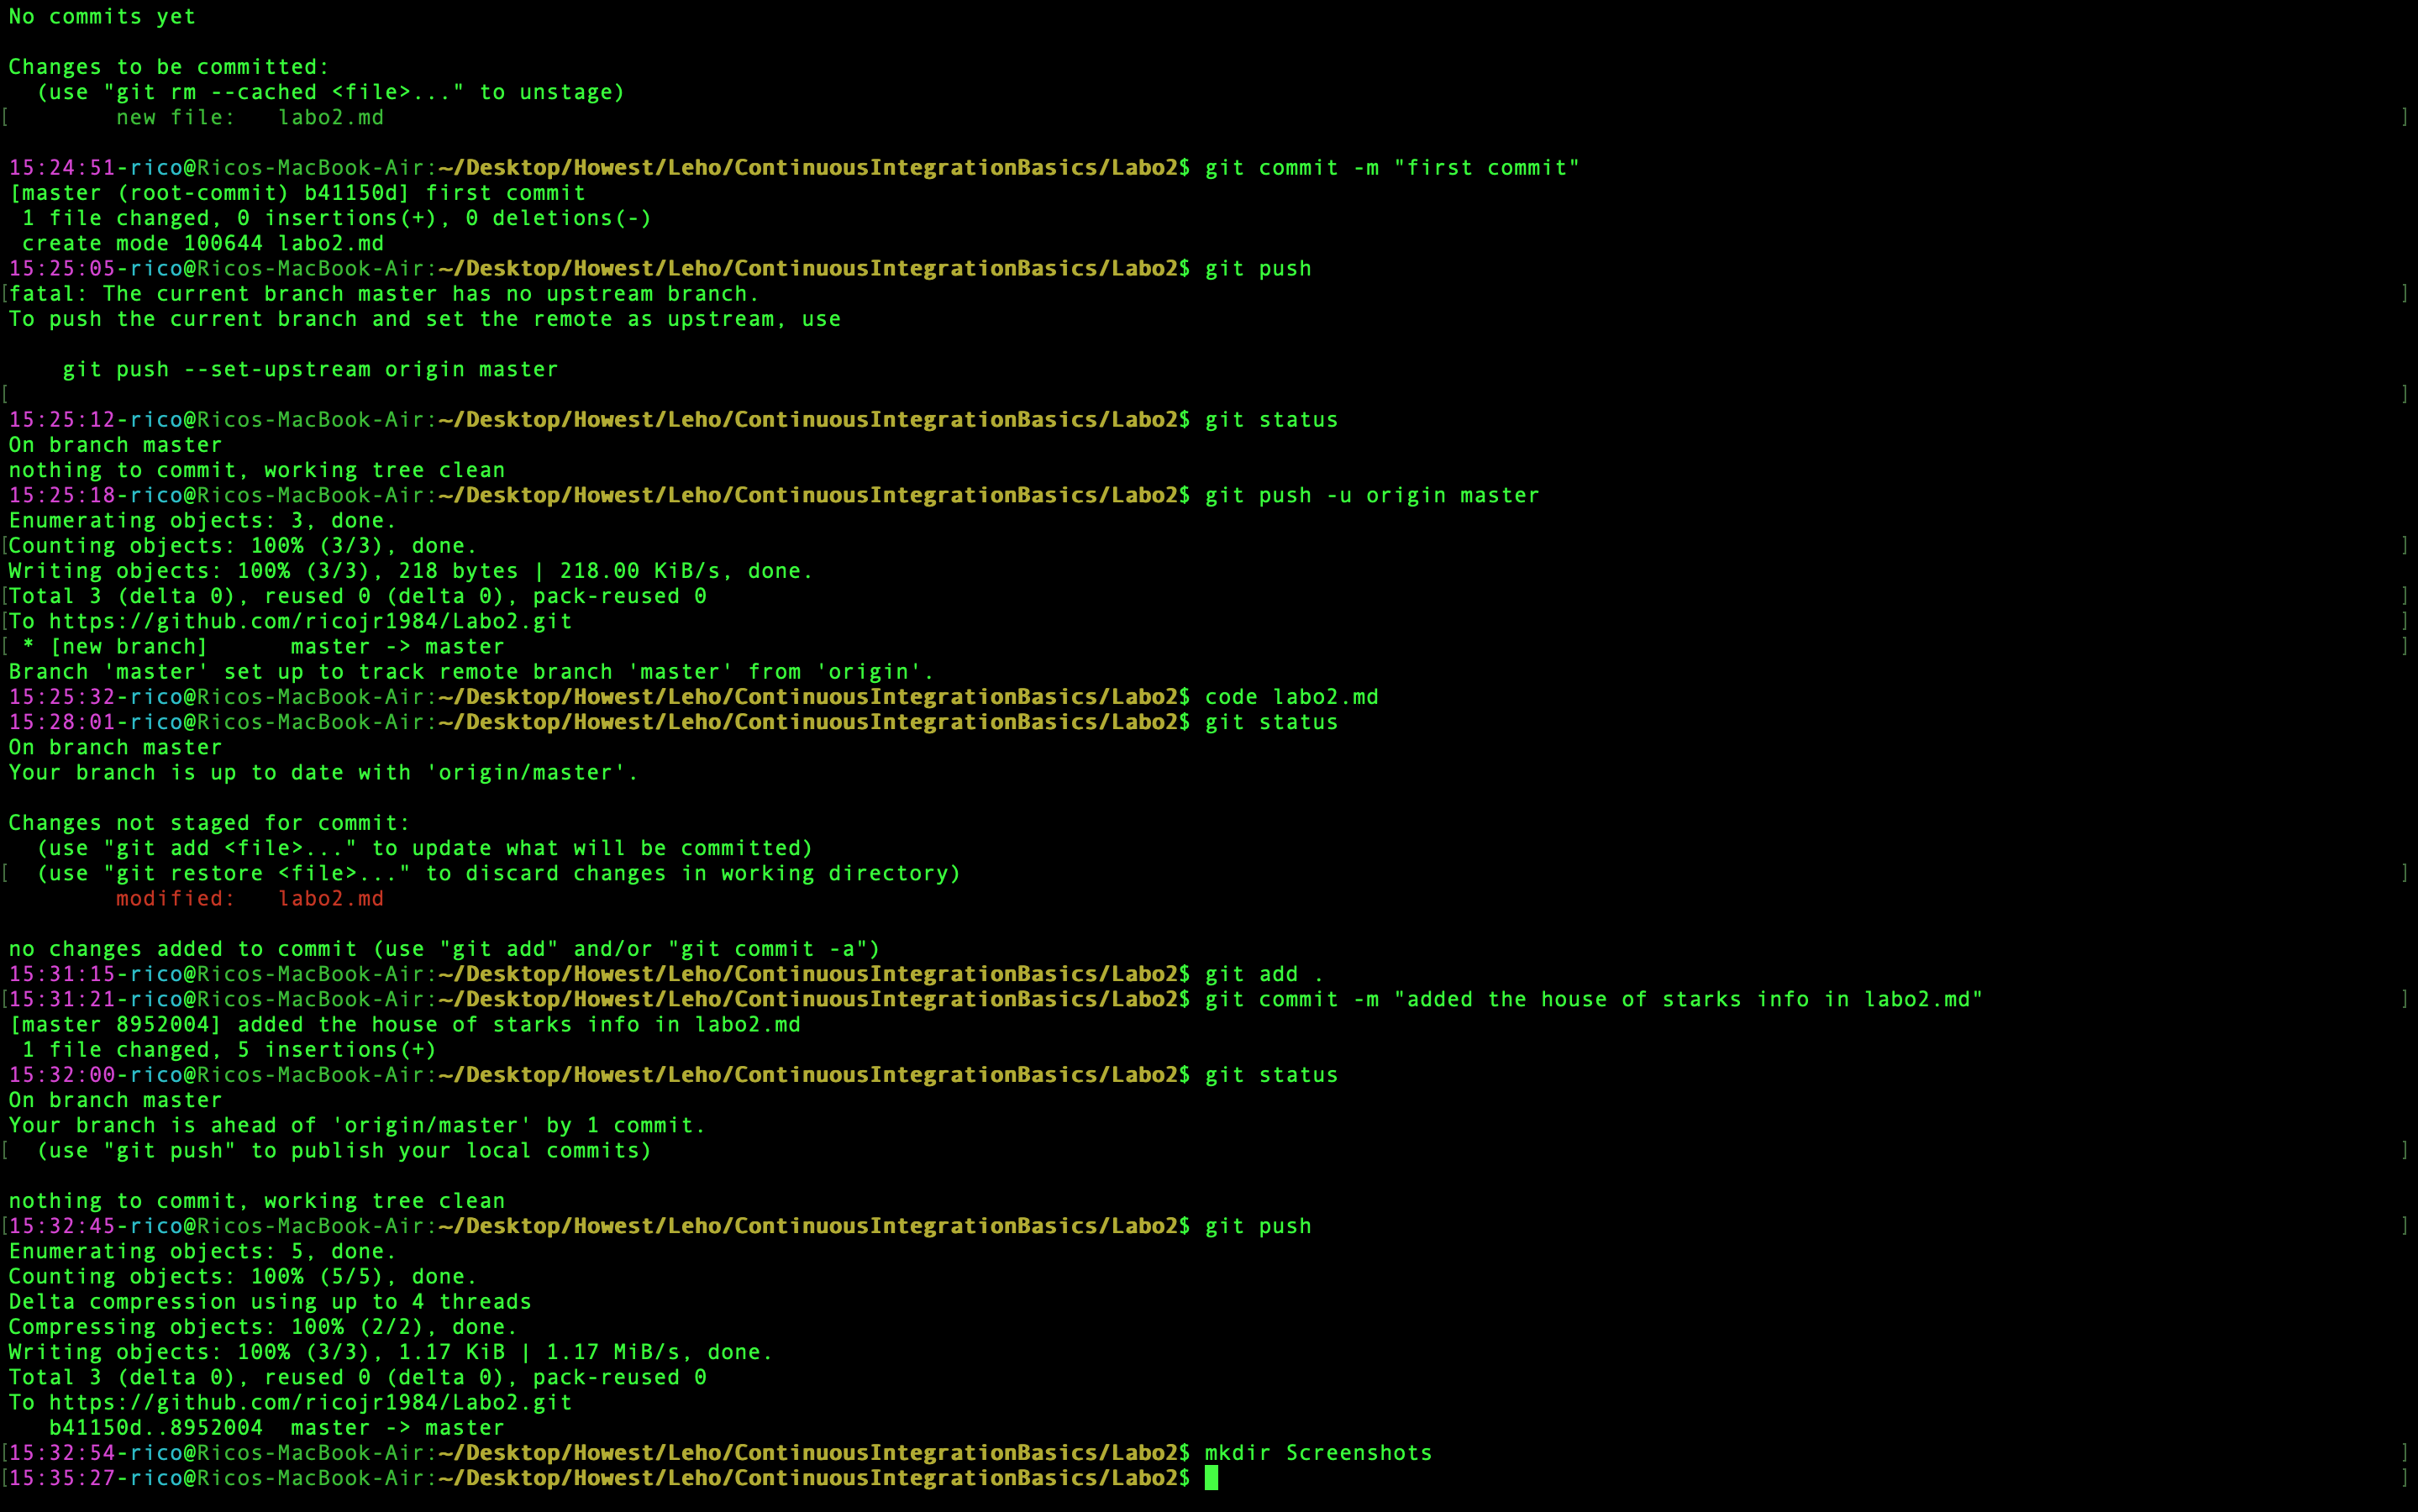 No commits yet
Changes to be committed:
  (use "git rm --cached <file>..." to unstage)
[       new file:   labo2.md ]
15:24:51-rico@Ricos-MacBook-Air:~/Desktop/Howest/Leho/ContinuousIntegrationBasics/Labo2$ git commit -m "first commit"
[master (root-commit) b41150d] first commit
 1 file changed, 0 insertions(+), 0 deletions(-)
 create mode 100644 labo2.md
15:25:05-rico@Ricos-MacBook-Air:~/Desktop/Howest/Leho/ContinuousIntegrationBasics/Labo2$ git push
[fatal: The current branch master has no upstream branch. ]
To push the current branch and set the remote as upstream, use
    git push --set-upstream origin master
[ ]
15:25:12-rico@Ricos-MacBook-Air:~/Desktop/Howest/Leho/ContinuousIntegrationBasics/Labo2$ git status
On branch master
nothing to commit, working tree clean
15:25:18-rico@Ricos-MacBook-Air:~/Desktop/Howest/Leho/ContinuousIntegrationBasics/Labo2$ git push -u origin master
Enumerating objects: 3, done.
[Counting objects: 100% (3/3), done. ]
Writing objects: 100% (3/3), 218 bytes | 218.00 KiB/s, done.
[Total 3 (delta 0), reused 0 (delta 0), pack-reused 0 ]
[To https://github.com/ricojr1984/Labo2.git ]
[ * [new branch]      master -> master ]
Branch 'master' set up to track remote branch 'master' from 'origin'.
15:25:32-rico@Ricos-MacBook-Air:~/Desktop/Howest/Leho/ContinuousIntegrationBasics/Labo2$ code labo2.md
15:28:01-rico@Ricos-MacBook-Air:~/Desktop/Howest/Leho/ContinuousIntegrationBasics/Labo2$ git status
On branch master
Your branch is up to date with 'origin/master'.
Changes not staged for commit:
  (use "git add <file>..." to update what will be committed)
[  (use "git restore <file>..." to discard changes in working directory) ]
        modified:   labo2.md
no changes added to commit (use "git add" and/or "git commit -a")
15:31:15-rico@Ricos-MacBook-Air:~/Desktop/Howest/Leho/ContinuousIntegrationBasics/Labo2$ git add .
[15:31:21-rico@Ricos-MacBook-Air:~/Desktop/Howest/Leho/ContinuousIntegrationBasics/Labo2$ git commit -m "added the house of starks info in labo2.md" ]
[master 8952004] added the house of starks info in labo2.md
 1 file changed, 5 insertions(+)
15:32:00-rico@Ricos-MacBook-Air:~/Desktop/Howest/Leho/ContinuousIntegrationBasics/Labo2$ git status
On branch master
Your branch is ahead of 'origin/master' by 1 commit.
[  (use "git push" to publish your local commits) ]
nothing to commit, working tree clean
[15:32:45-rico@Ricos-MacBook-Air:~/Desktop/Howest/Leho/ContinuousIntegrationBasics/Labo2$ git push ]
Enumerating objects: 5, done.
Counting objects: 100% (5/5), done.
Delta compression using up to 4 threads
Compressing objects: 100% (2/2), done.
Writing objects: 100% (3/3), 1.17 KiB | 1.17 MiB/s, done.
Total 3 (delta 0), reused 0 (delta 0), pack-reused 0
To https://github.com/ricojr1984/Labo2.git
   b41150d..8952004  master -> master
[15:32:54-rico@Ricos-MacBook-Air:~/Desktop/Howest/Leho/ContinuousIntegrationBasics/Labo2$ mkdir Screenshots ]
[15:35:27-rico@Ricos-MacBook-Air:~/Desktop/Howest/Leho/ContinuousIntegrationBasics/Labo2$ ]